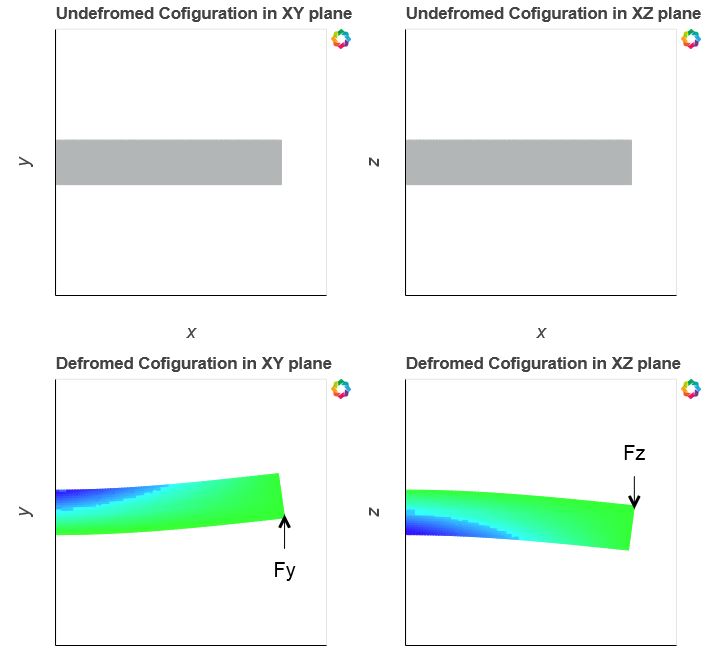 Undefromed Cofiguration in XY plane
Undefromed Cofiguration in XZ plane
y
z
x
x
Defromed Cofiguration in XY plane
Defromed Cofiguration in XZ plane
Fz
y
z
Fy